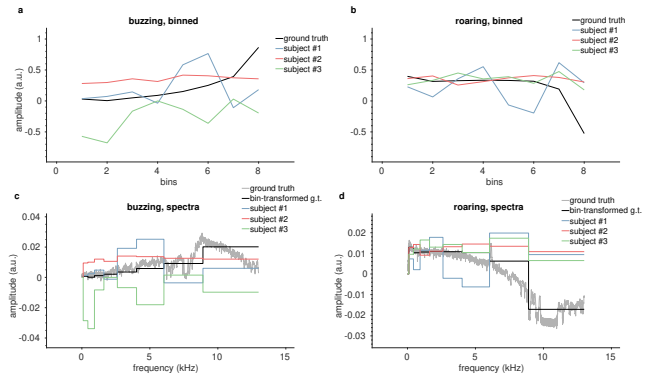 a
buzzing, binned
ground truth
subject #1
subject #2
subject #3
amplitude (a.u.)
1
0.5
0
-0.5
0
2
4
6
8
bins
b
roaring, binned
ground truth
subject #1
subject #2
subject #3
1
0.5
0
-0.5
0
2
4
6
8
bins
c
buzzing, spectra
ground truth
bin-transformed g.t.
subject #1
subject #2
subject #3
amplitude (a.u.)
0.04
0.02
0
-0.02
-0.04
0
5
10
15
frequency (kHz)
d
roaring, spectra
ground truth
bin-transformed g.t.
subject #1
subject #2
subject #3
amplitude (a.u.)
0.02
0.01
0
-0.01
-0.02
-0.03
0
5
10
15
frequency (kHz)